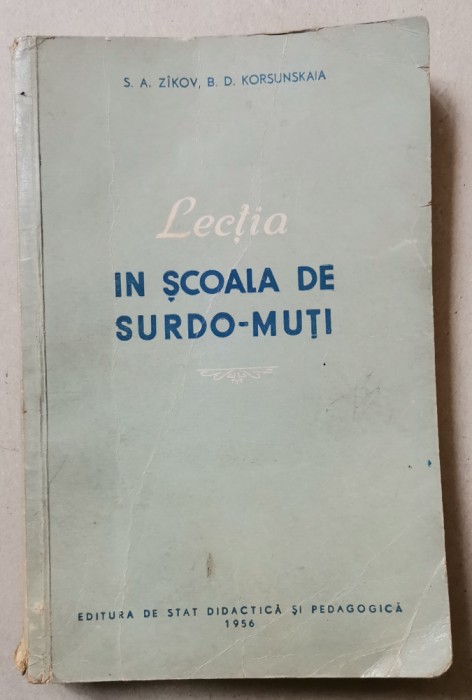 S. A. ZÎKOV, B. D. KORSUNSKAIA
Lecția
IN ȘCOALA DE
SURDO-MUȚI
EDITURA DE STAT DIDACTICĂ ȘI PEDAGOGICĂ
1956